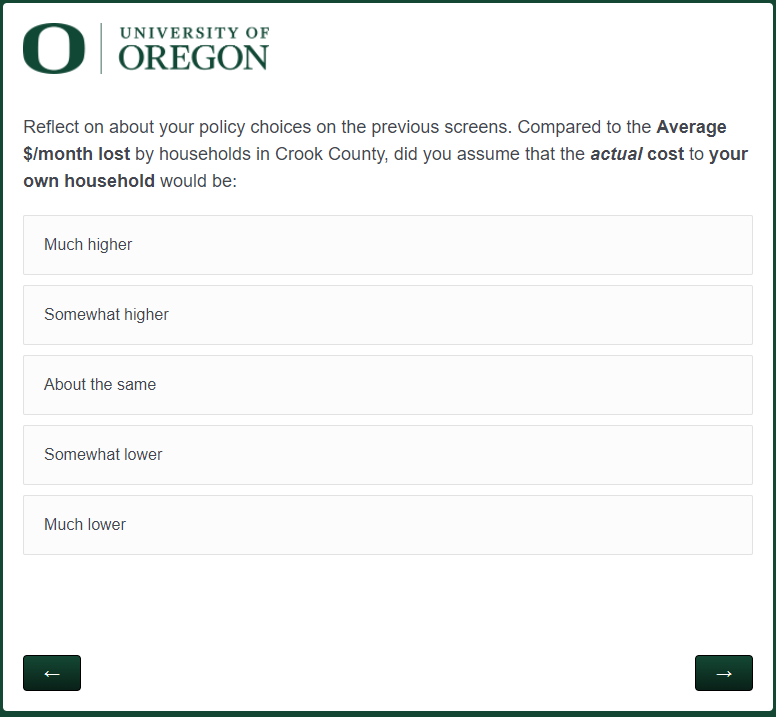 UNIVERSITY OF
OREGON
Reflect on about your policy choices on the previous screens. Compared to the Average
$/month lost by households in Crook County, did you assume that the actual cost to your
own household would be:
Much higher
Somewhat higher
About the same
Somewhat lower
Much lower
← →